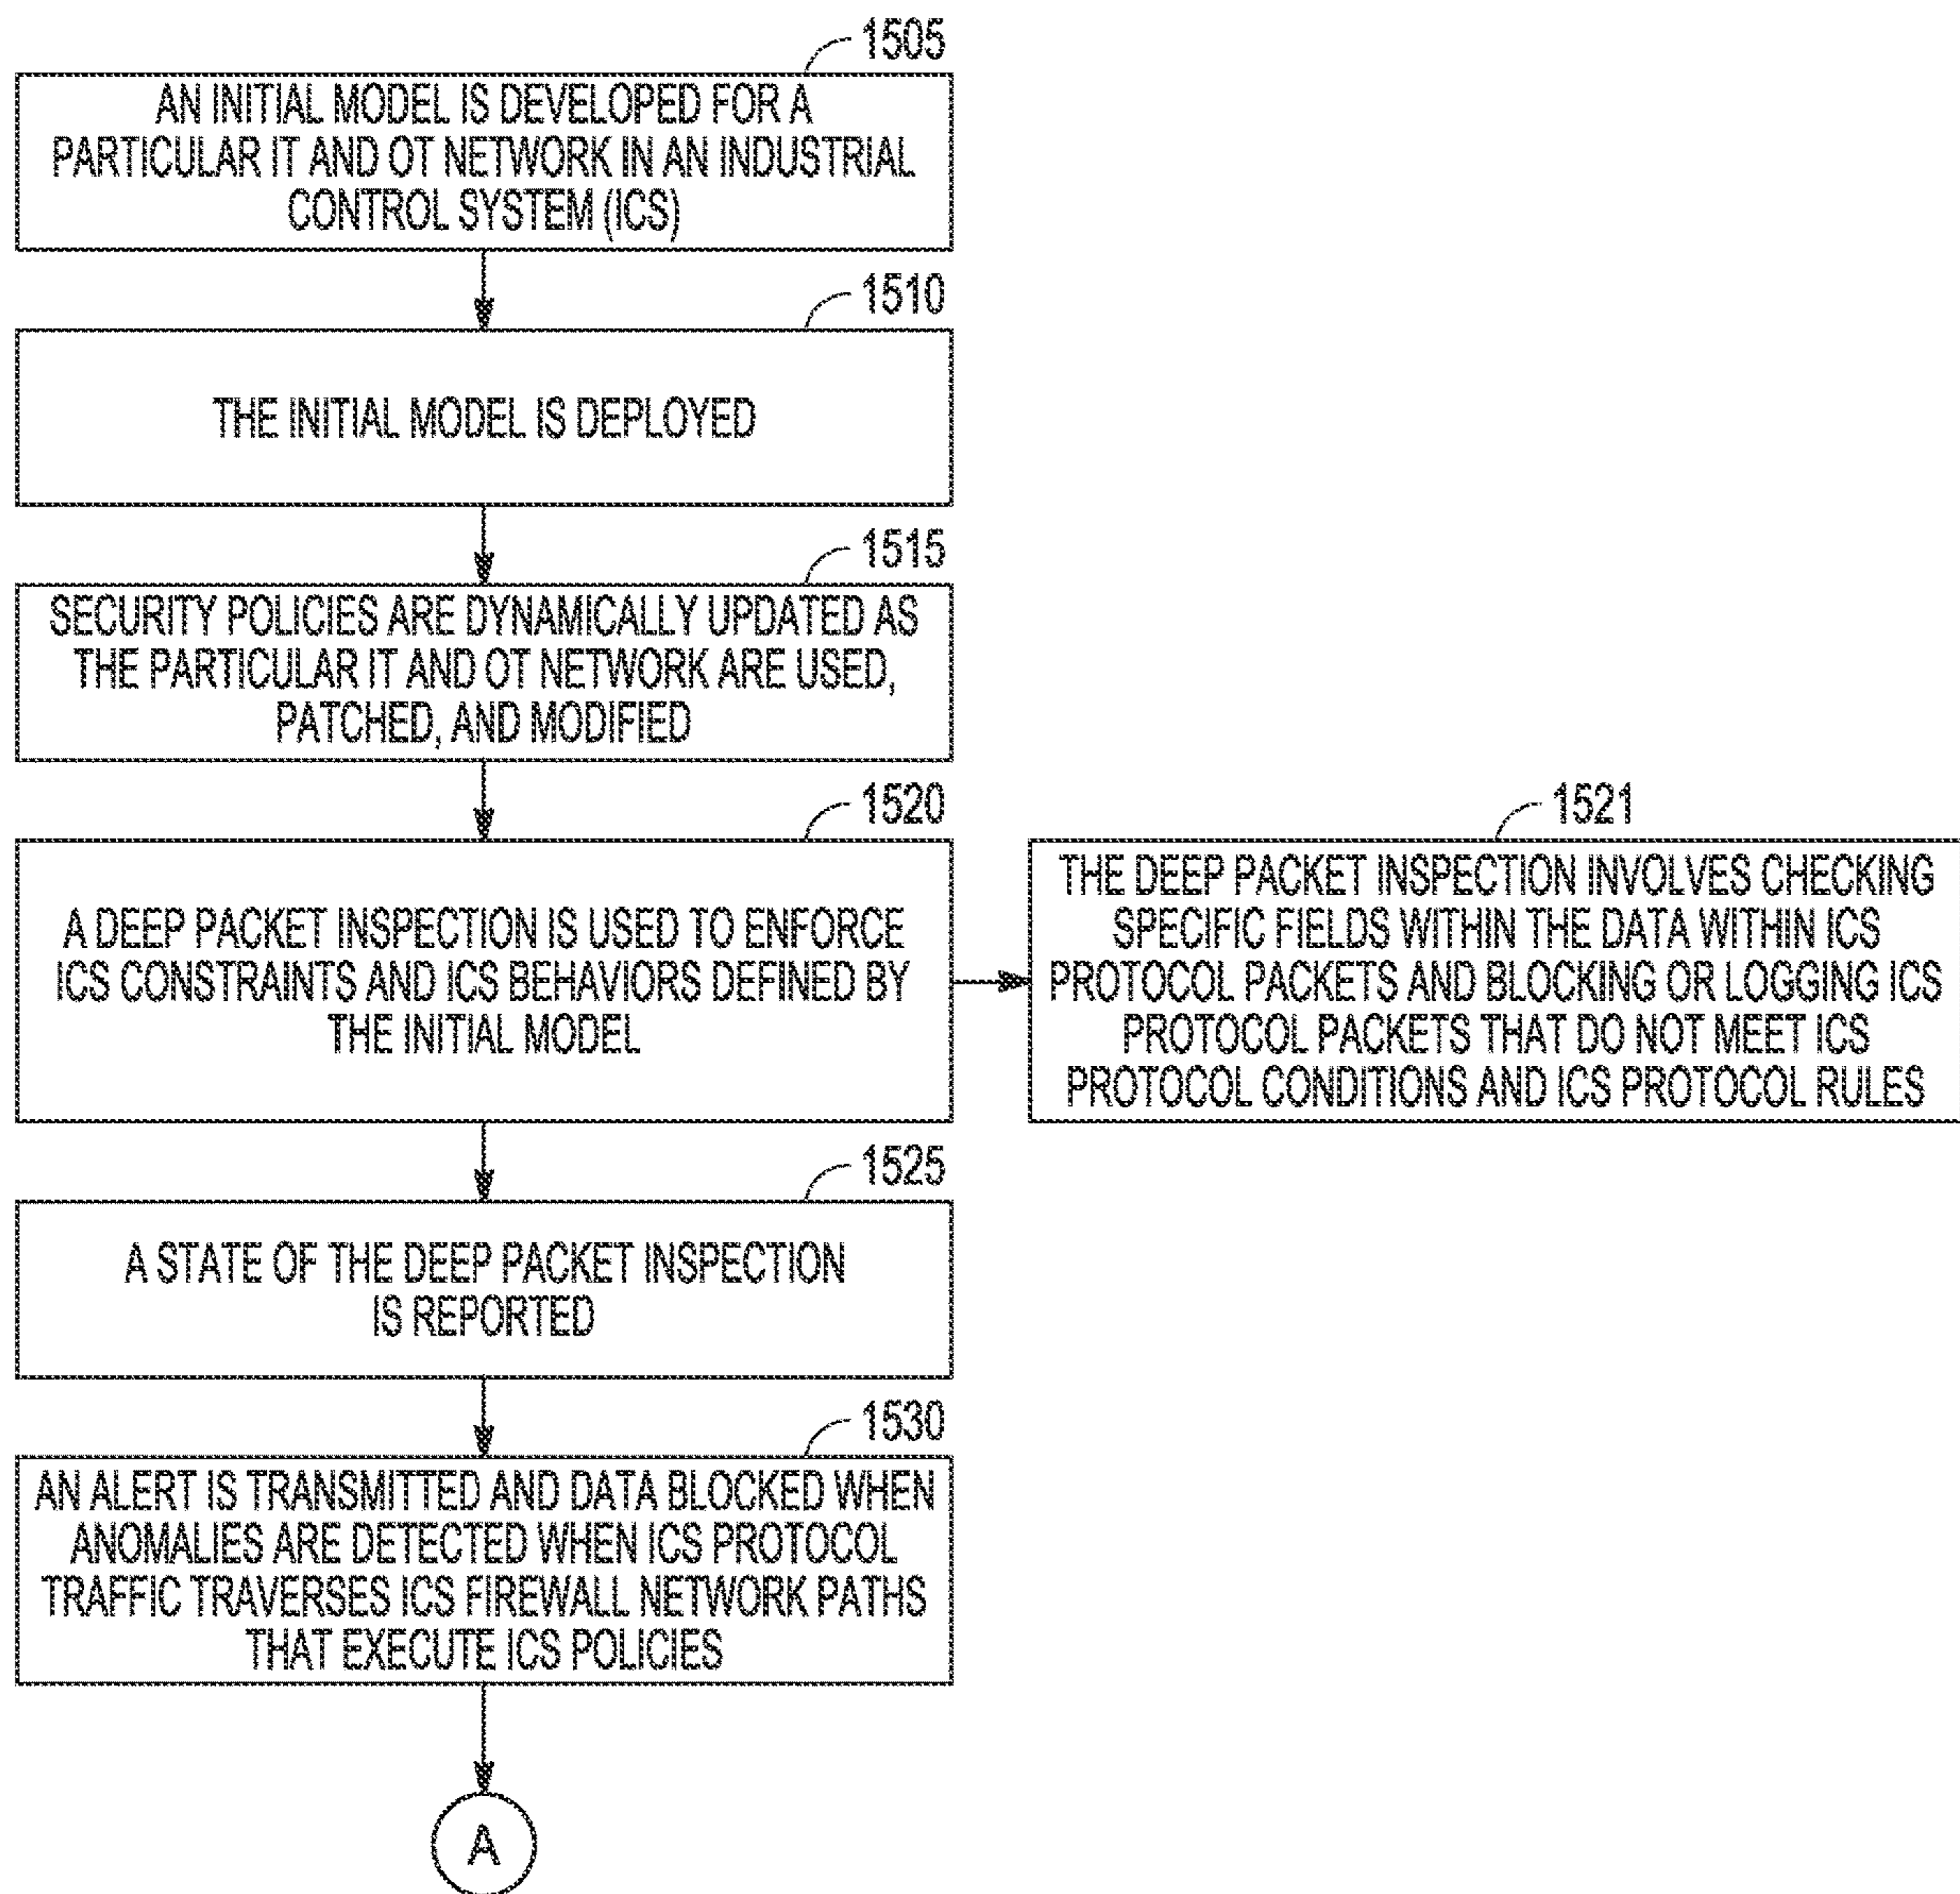 1505
AN INITIAL MODEL IS DEVELOPED FOR A
PARTICULAR IT AND OT NETWORK IN AN INDUSTRIAL
CONTROL SYSTEM (ICS)
1510
THE INITIAL MODEL IS DEPLOYED
1515
SECURITY POLICIES ARE DYNAMICALLY UPDATED AS
THE PARTICULAR IT AND OT NETWORK ARE USED,
PATCHED, AND MODIFIED
1520
A DEEP PACKET INSPECTION IS USED TO ENFORCE
ICS CONSTRAINTS AND ICS BEHAVIORS DEFINED BY
THE INITIAL MODEL
1521
THE DEEP PACKET INSPECTION INVOLVES CHECKING
SPECIFIC FIELDS WITHIN THE DATA WITHIN ICS
PROTOCOL PACKETS AND BLOCKING OR LOGGING ICS
PROTOCOL PACKETS THAT DO NOT MEET ICS
PROTOCOL CONDITIONS AND ICS PROTOCOL RULES
1525
A STATE OF THE DEEP PACKET INSPECTION
IS REPORTED
1530
AN ALERT IS TRANSMITTED AND DATA BLOCKED WHEN
ANOMALIES ARE DETECTED WHEN ICS PROTOCOL
TRAFFIC TRAVERSES ICS FIREWALL NETWORK PATHS
THAT EXECUTE ICS POLICIES
A